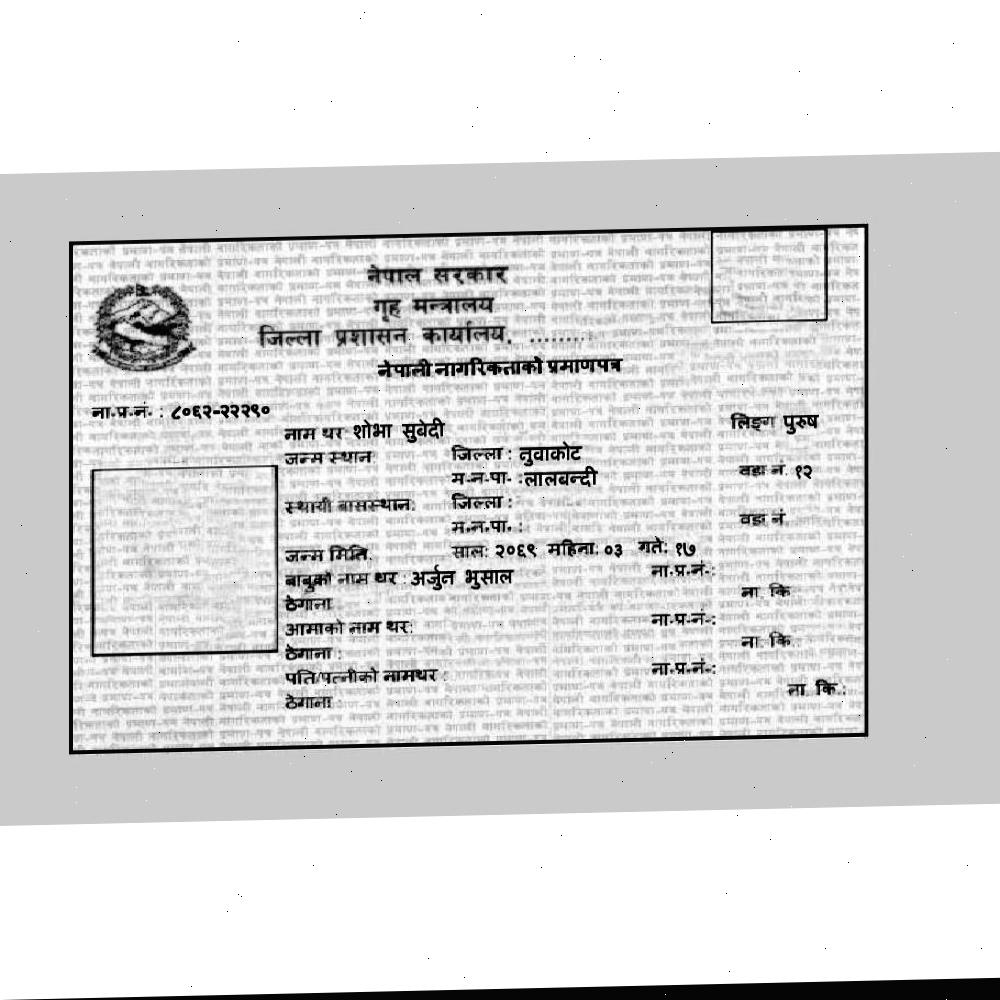 नेपाल सरकार
गृह मन्त्रालय
जिल्ला प्रशासन कार्यालय, .........
नेपाली नागरिकताको प्रमाणपत्र
ना.प्र.नं. : ८०६२-२२२९०
लिङ्ग पुरुष
नाम थर शोभा सुवेदी
जन्म स्थान जिल्ला : नुवाकोट
म.न.पा. :लालबन्दी वडा नं. १२
स्थायी बासस्थान: जिल्ला :
म.न.पा. : वडा नं
जन्म मिति. साल: २०६९ महिना: ०३ गते: १७
बाबुको नाम थर : अर्जुन भुसाल ना.प्र.नं.:
ठेगाना ना. कि :
आमाको नाम थर: ना.प्र.नं.:
ठेगाना : ना. कि. :
पति/पत्नीको नामथर : ना.प्र.नं.:
ठेगाना : ना. कि.: